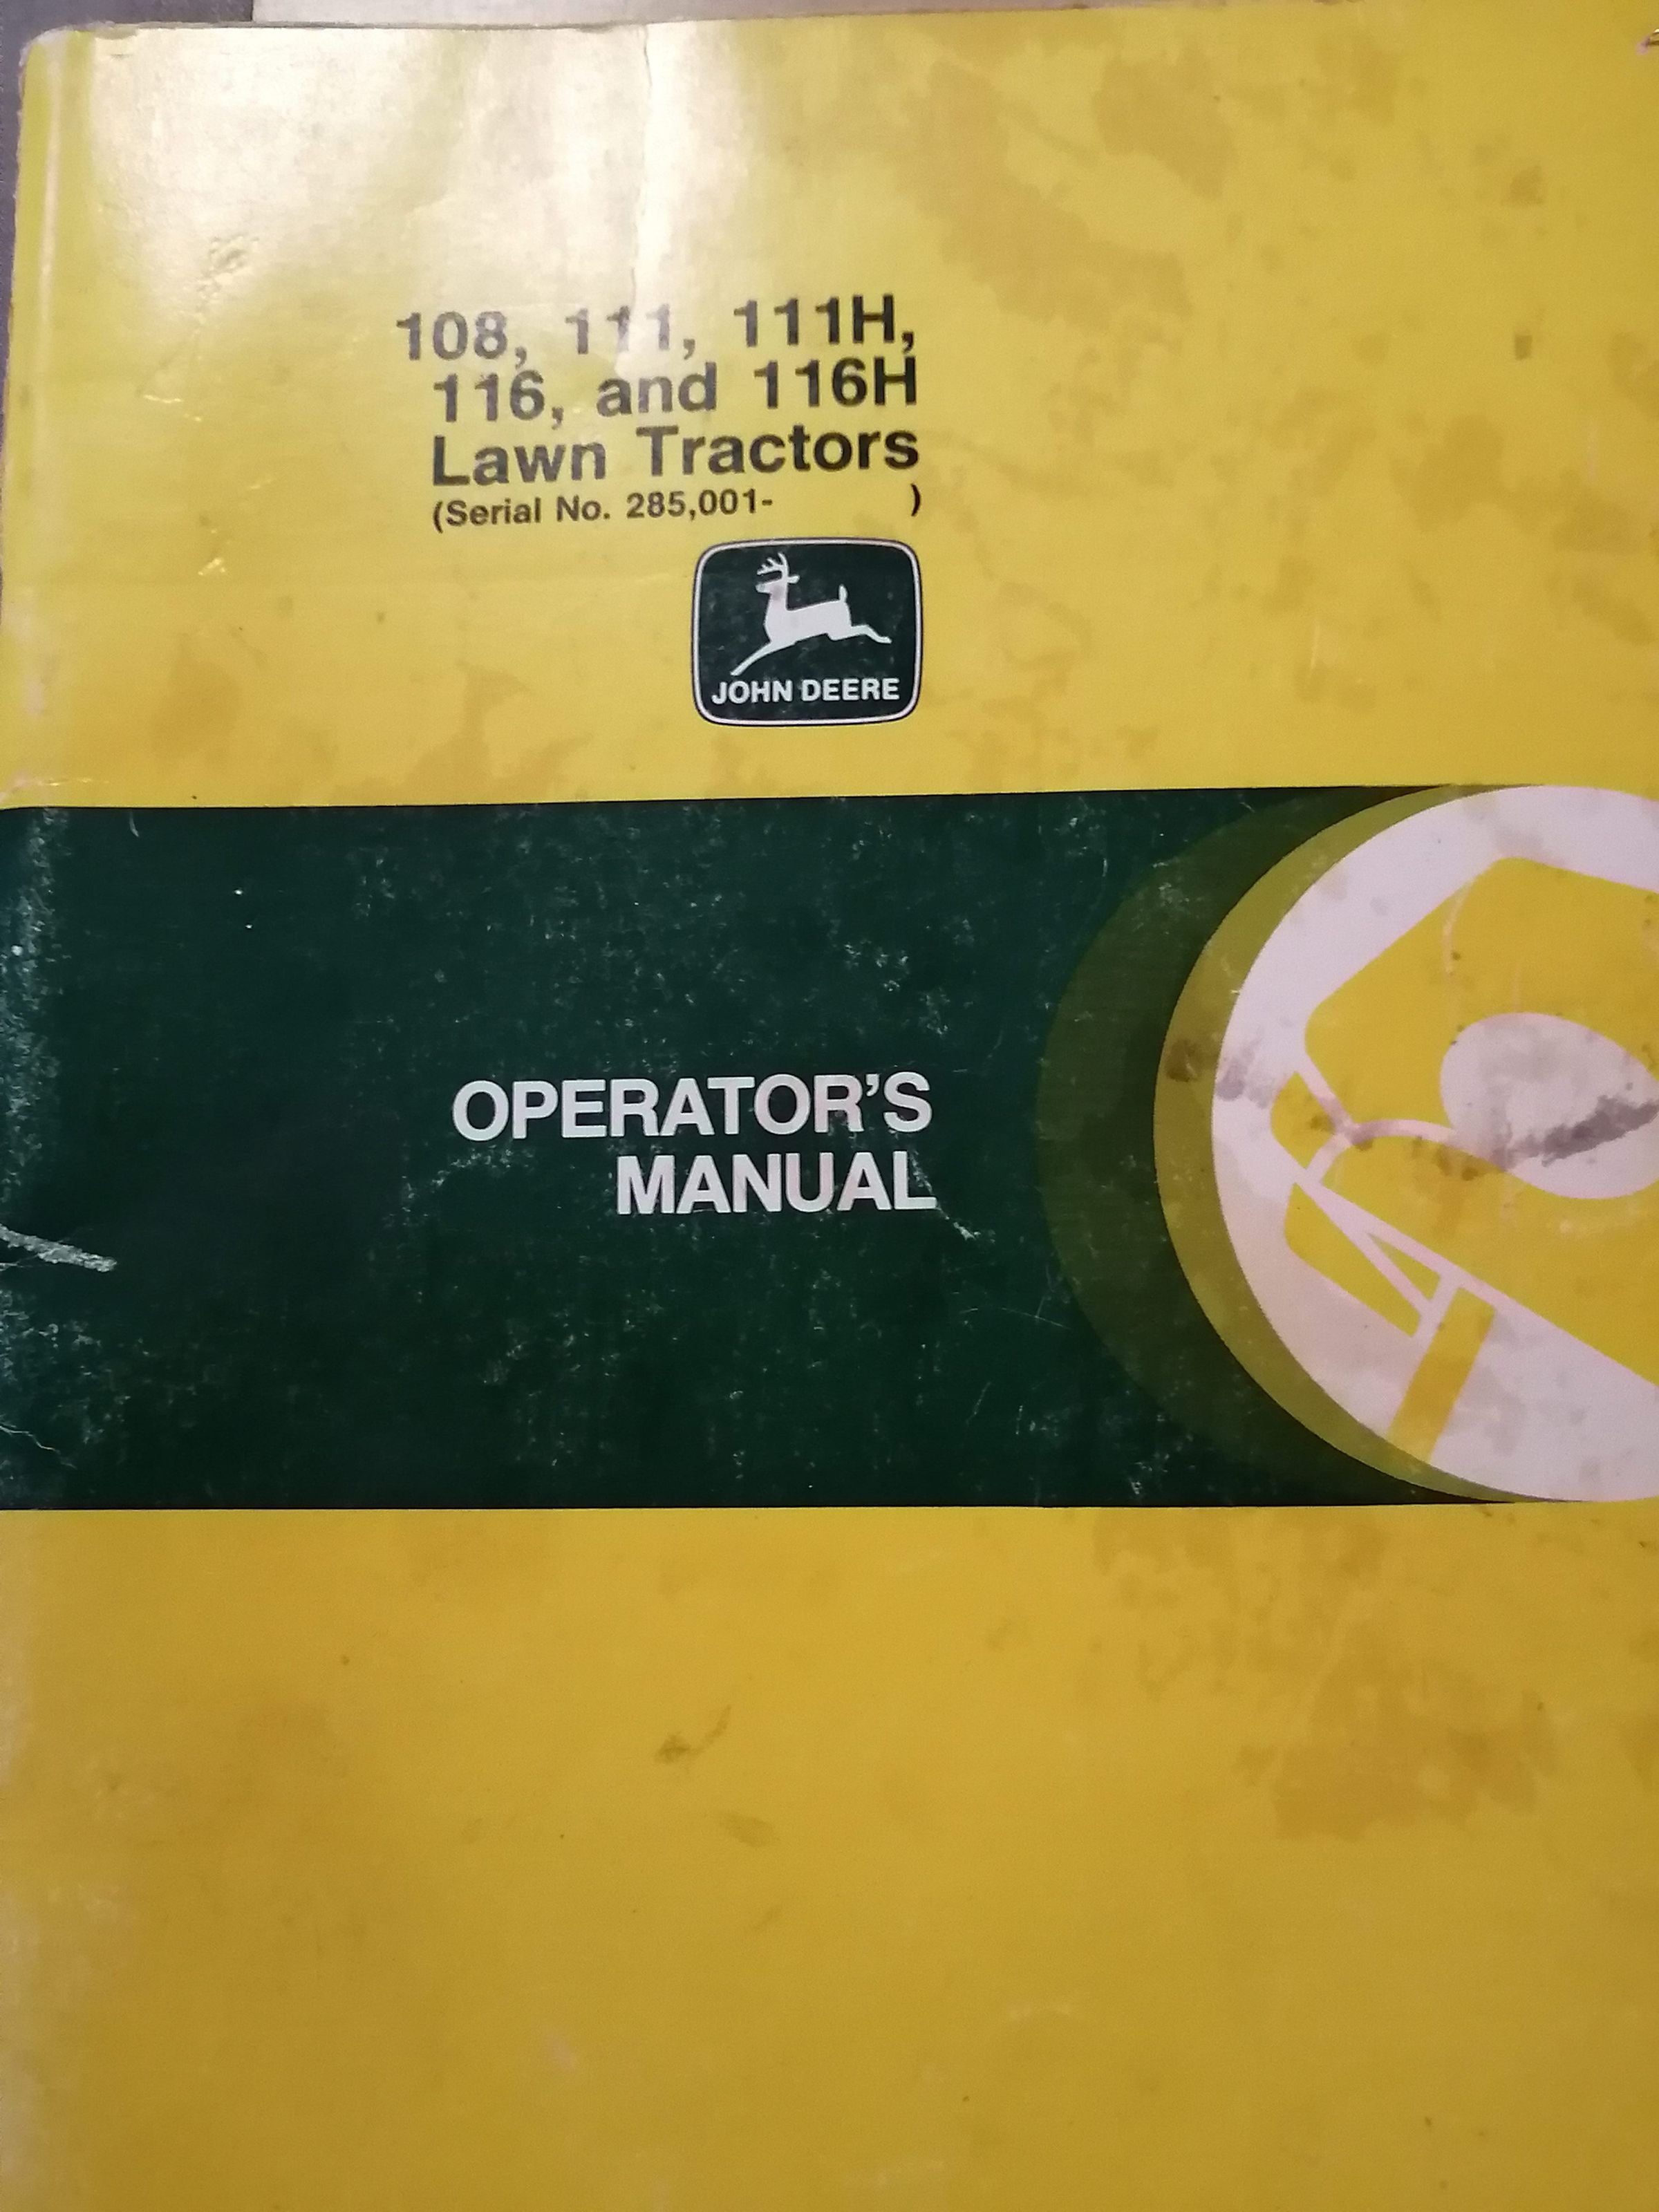 108, 111, 111H,
116, and 116H
Lawn Tractors
(Serial No. 285,001- )
JOHN DEERE
OPERATOR'S
MANUAL